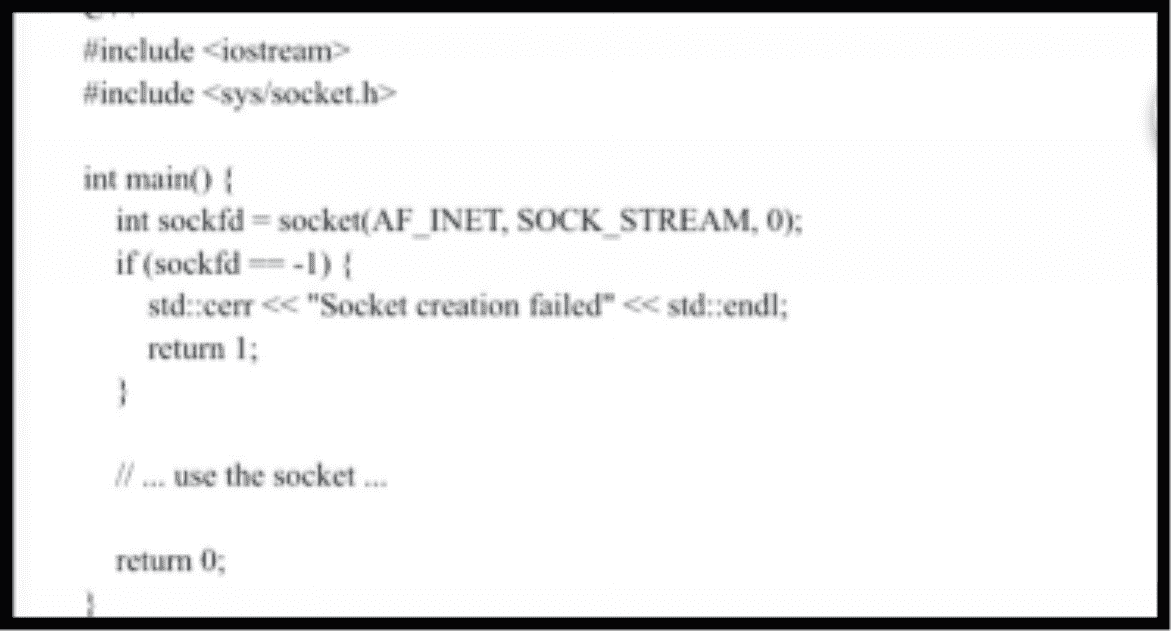 #include <iostream>
#include <sys/socket.h>
int main() {
int sockfd = socket(AF_INET, SOCK_STREAM, 0);
if (sockfd == -1) {
std::cerr << "Socket creation failed" << std::endl;
return 1;
}
// ... use the socket ...
return 0;
}